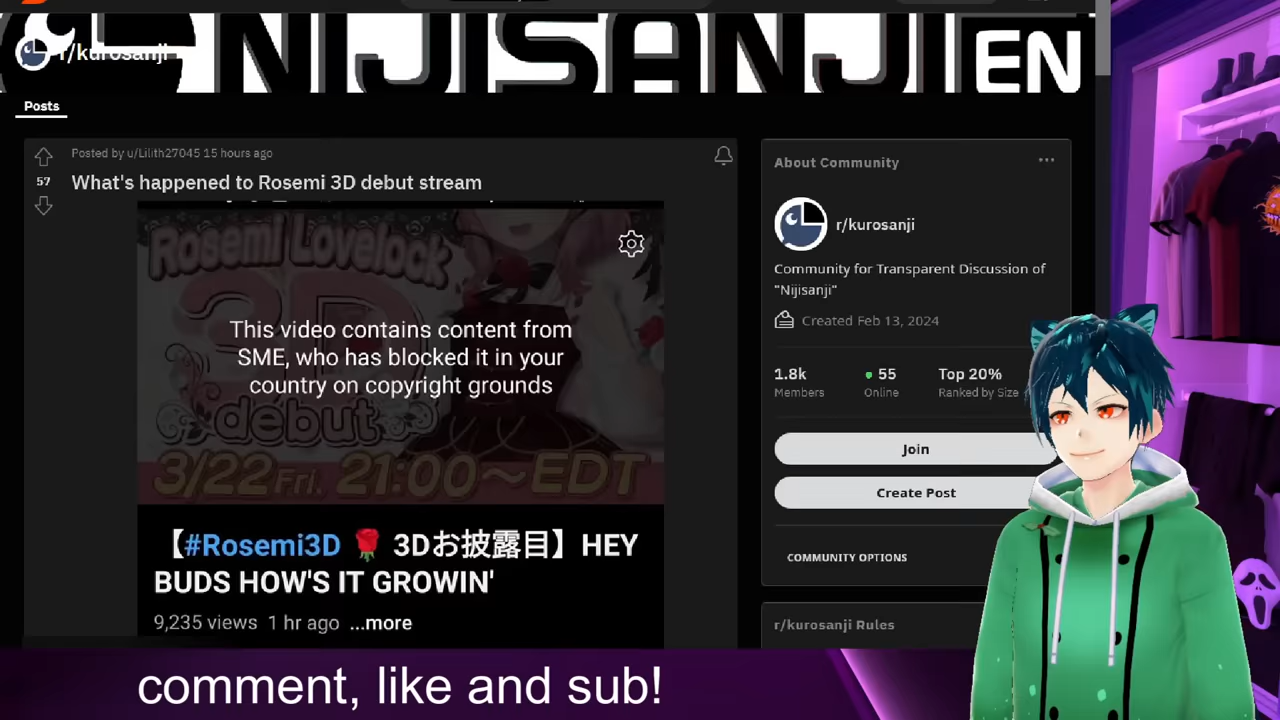 NIJISANJI EN
r/kurosanji
Posts
Posted by u/Lilith27045 15 hours ago
57
What's happened to Rosemi 3D debut stream
Rosemi Lovelock
3D
debut
3/22 Fri. 21:00～EDT
This video contains content from
SME, who has blocked it in your
country on copyright grounds
【#Rosemi3D 🌹 3Dお披露目】HEY
BUDS HOW'S IT GROWIN'
9,235 views 1 hr ago ...more
About Community
r/kurosanji
Community for Transparent Discussion of
"Nijisanji"
Created Feb 13, 2024
1.8k 55 Top 20%
Members Online Ranked by Size
Join
Create Post
COMMUNITY OPTIONS
r/kurosanji Rules
comment, like and sub!